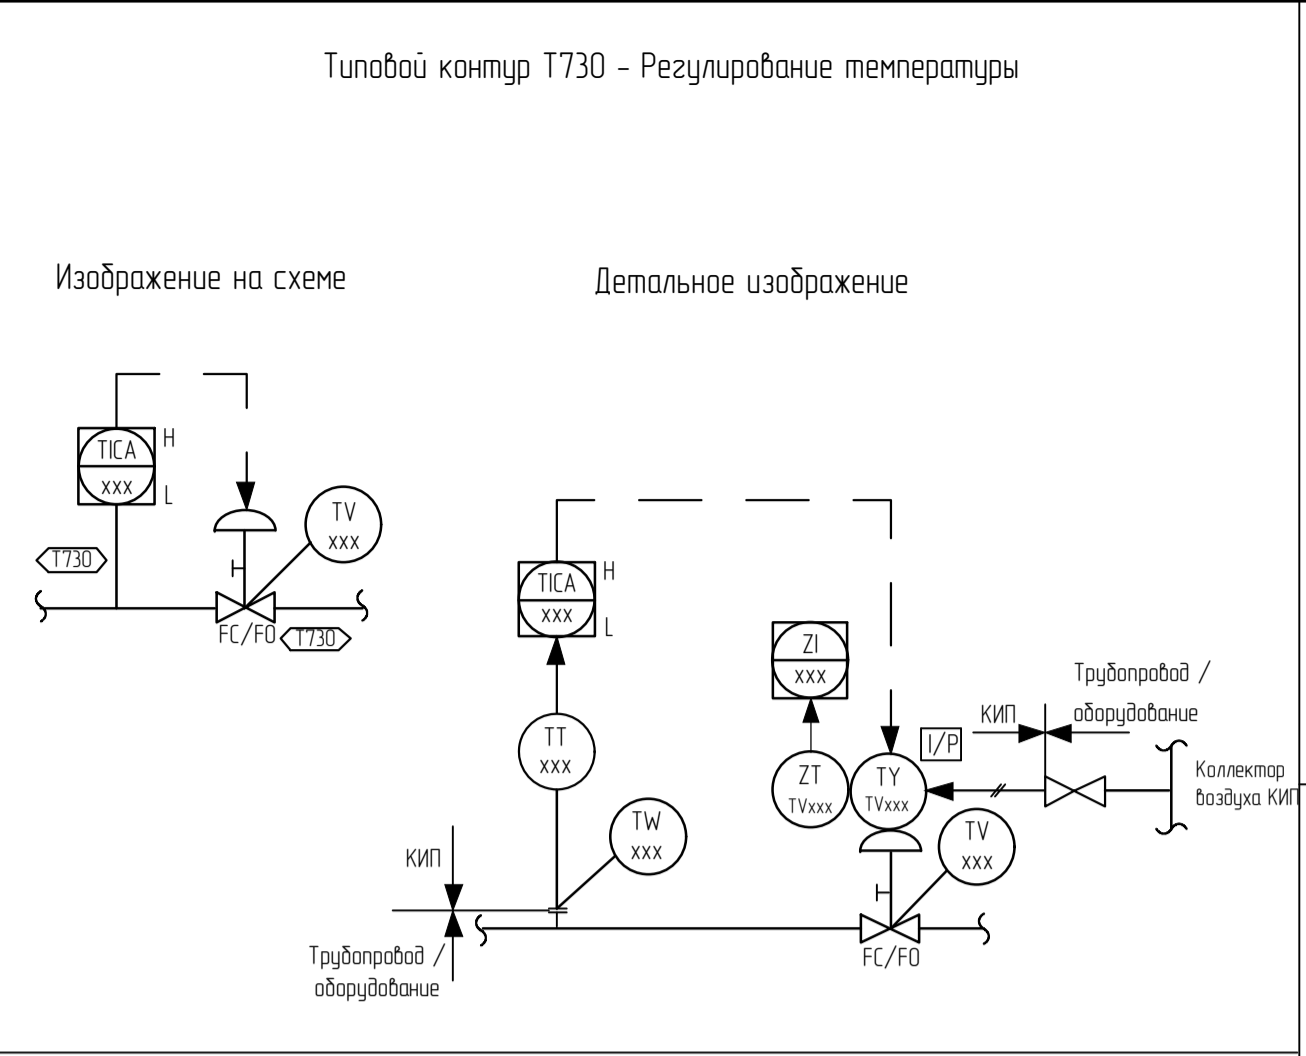 Типовой контур Т730 - Регулирование температуры
Изображение на схеме
Детальное изображение
TICA
XXX
H
L
TV
XXX
T730
FC/FO
T730
TICA
XXX
H
L
ZI
XXX
TT
XXX
ZT
TVxxx
TY
TVxxx
I/P
КИП
Трубопровод /
оборудование
Коллектор
воздуха КИП
TW
XXX
TV
XXX
КИП
Трубопровод /
оборудование
FC/FO